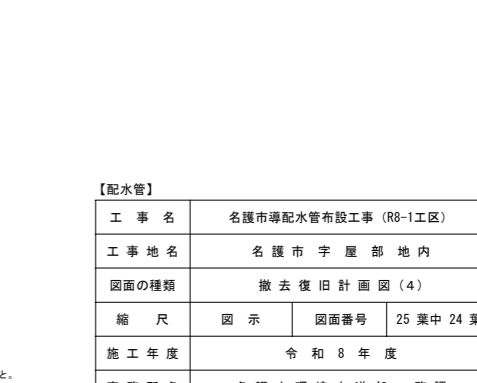 【配水管】
工 事 名 名護市導配水管布設工事（R8-1工区）
工 事 地 名 名 護 市 字 屋 部 地 内
図面の種類 撤 去 復 旧 計 画 図（４）
縮 尺 図 示 図面番号 25 葉中 24 葉
施 工 年 度 令 和 8 年 度
と。